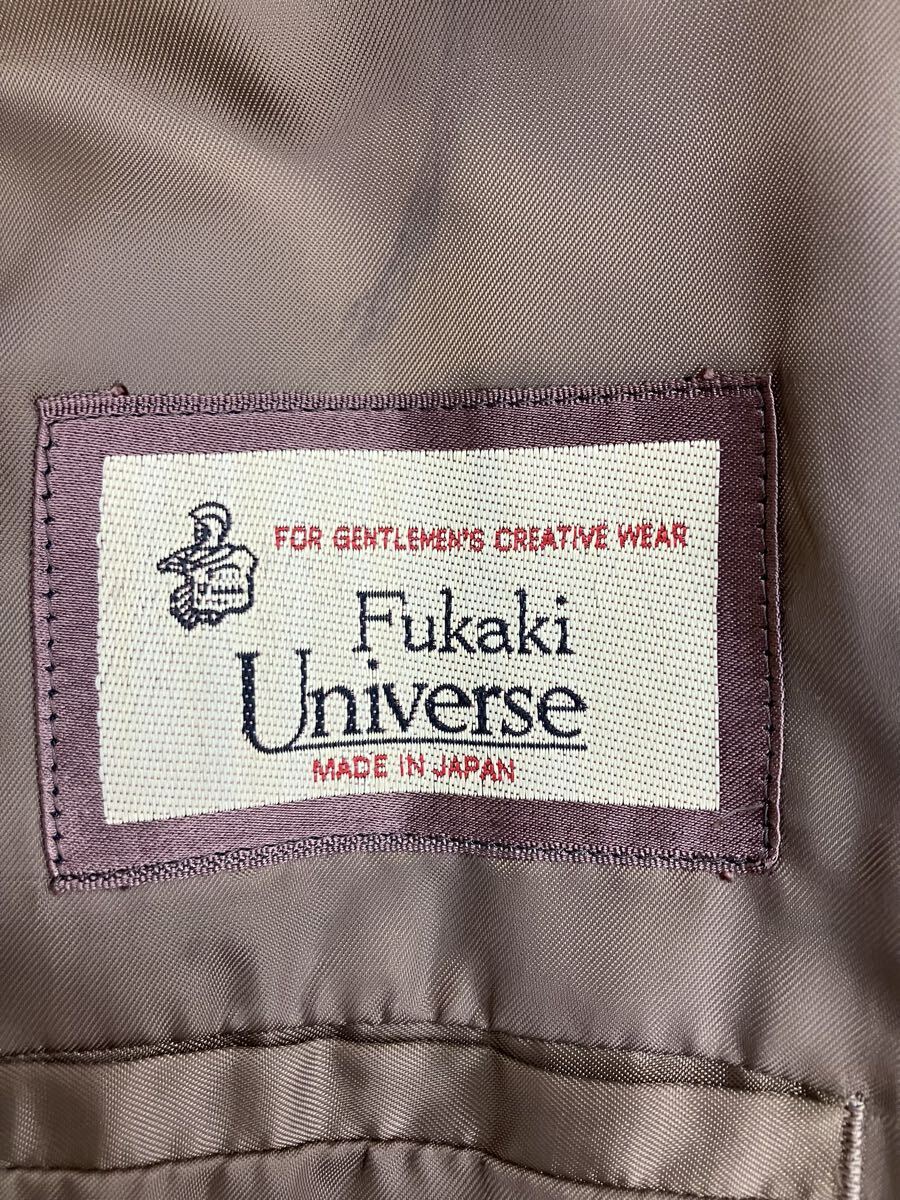 FOR GENTLEMEN'S CREATIVE WEAR
Fukaki
Universe
MADE IN JAPAN